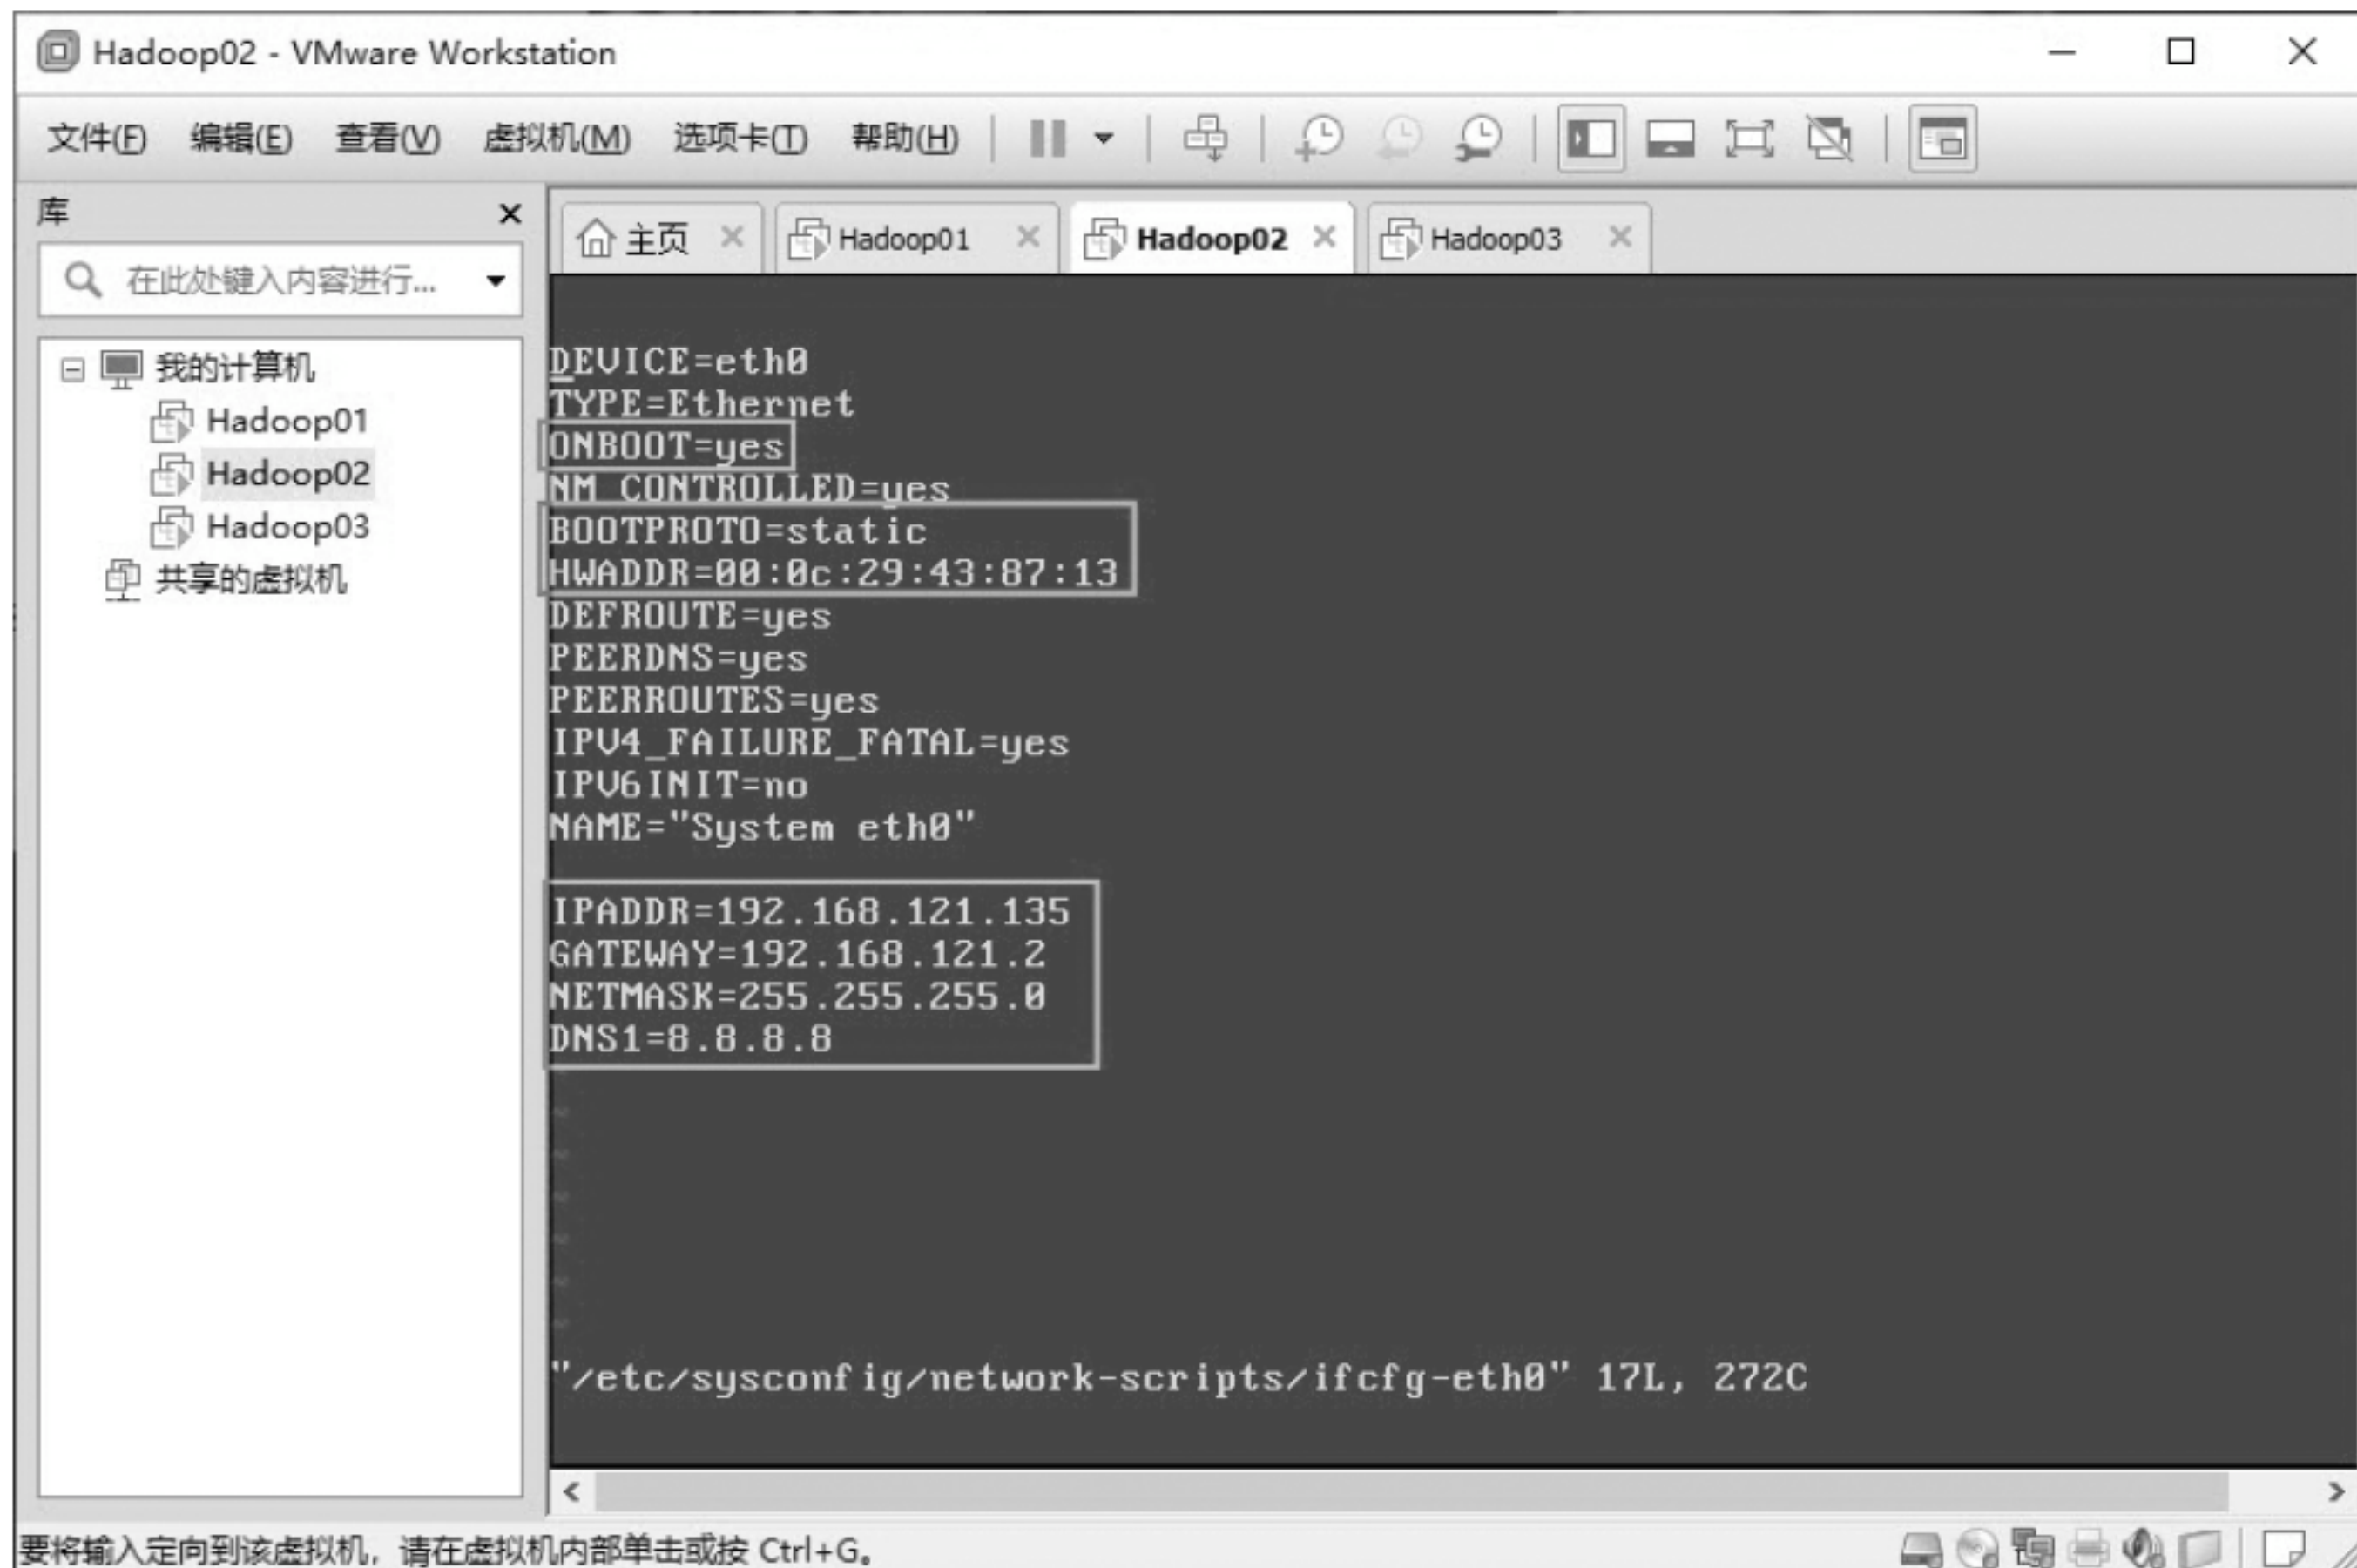 Hadoop02 - VMware Workstation
文件(F) 编辑(E) 查看(V) 虚拟机(M) 选项卡(T) 帮助(H)
库
在此处键入内容进行...
我的计算机
Hadoop01
Hadoop02
Hadoop03
共享的虚拟机
主页 Hadoop01 Hadoop02 Hadoop03
DEVICE=eth0
TYPE=Ethernet
ONBOOT=yes
NM_CONTROLLED=yes
BOOTPROTO=static
HWADDR=00:0c:29:43:87:13
DEFROUTE=yes
PEERDNS=yes
PEERROUTES=yes
IPV4_FAILURE_FATAL=yes
IPV6INIT=no
NAME="System eth0"
IPADDR=192.168.121.135
GATEWAY=192.168.121.2
NETMASK=255.255.255.0
DNS1=8.8.8.8
~
~
~
~
~
~
"/etc/sysconfig/network-scripts/ifcfg-eth0" 17L, 272C
要将输入定向到该虚拟机，请在虚拟机内部单击或按 Ctrl+G。